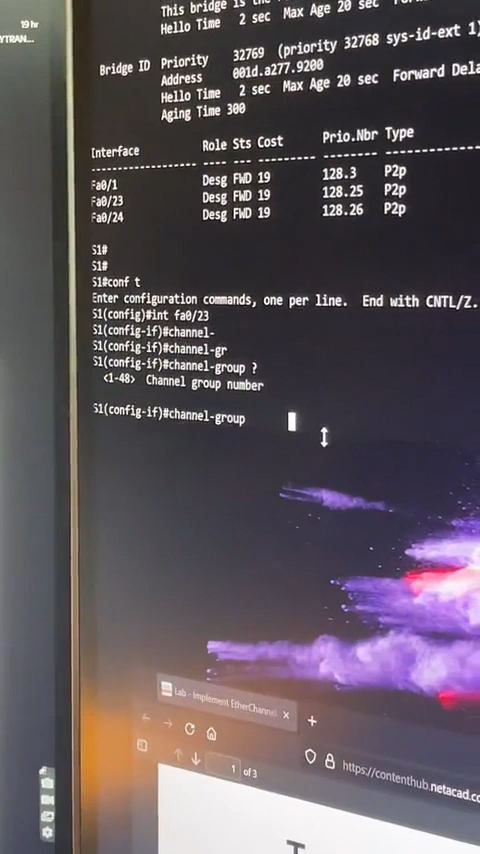 19 hr
YTRAN...
This bridge is the
Hello Time 2 sec Max Age 20 sec
Bridge ID Priority 32769 (priority 32768 sys-id-ext 1)
Address 001d.a277.9200
Hello Time 2 sec Max Age 20 sec Forward Dela
Aging Time 300
Interface Role Sts Cost Prio.Nbr Type
Fa0/1 Desg FWD 19 128.3 P2p
Fa0/23 Desg FWD 19 128.25 P2p
Fa0/24 Desg FWD 19 128.26 P2p
S1#
S1#
S1#conf t
Enter configuration commands, one per line. End with CNTL/Z.
S1(config)#int fa0/23
S1(config-if)#channel-
S1(config-if)#channel-gr
S1(config-if)#channel-group ?
<1-48> Channel group number
S1(config-if)#channel-group
Lab - Implement EtherChannel
1 of 3
https://contenthub.netacad.co